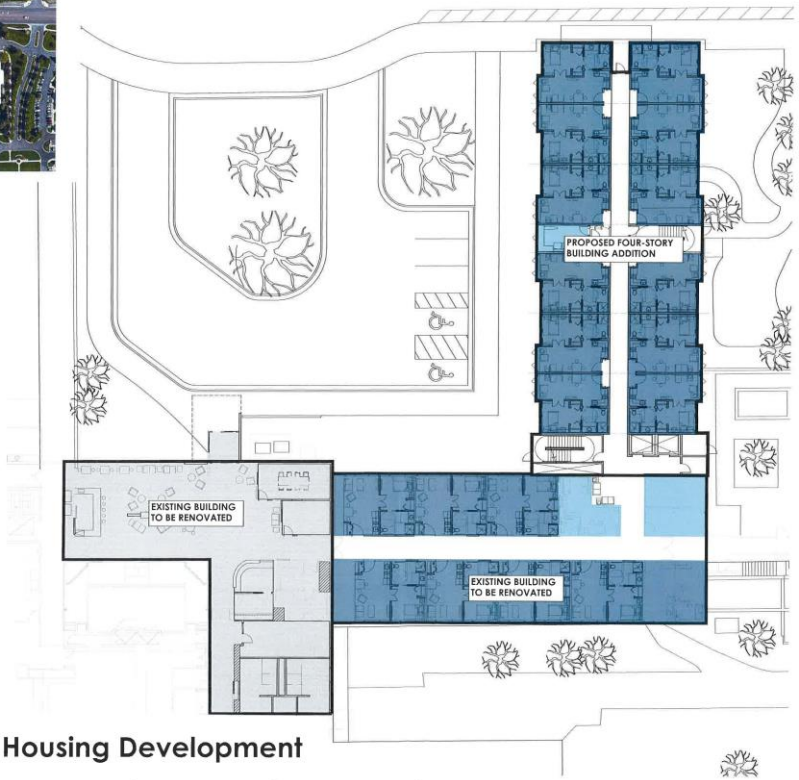 PROPOSED FOUR-STORY
BUILDING ADDITION
EXISTING BUILDING
TO BE RENOVATED
EXISTING BUILDING
TO BE RENOVATED
Housing Development